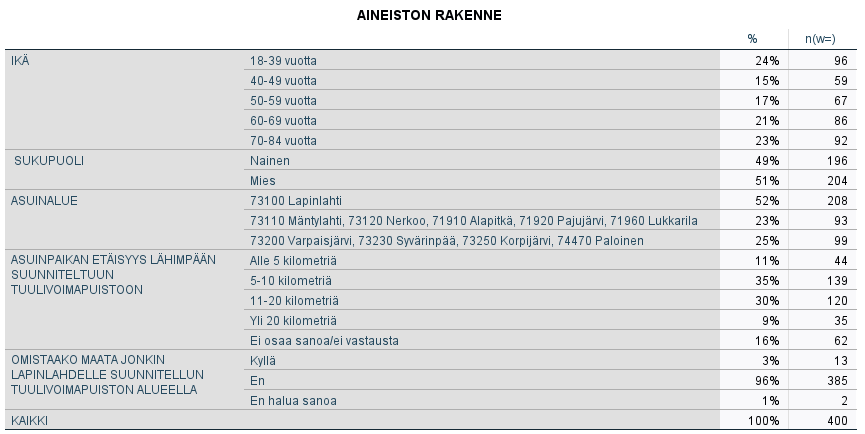 AINEISTON RAKENNE
% n(w=)
IKÄ 18-39 vuotta 24% 96
40-49 vuotta 15% 59
50-59 vuotta 17% 67
60-69 vuotta 21% 86
70-84 vuotta 23% 92
SUKUPUOLI Nainen 49% 196
Mies 51% 204
ASUINALUE 73100 Lapinlahti 52% 208
73110 Mäntylahti, 73120 Nerkoo, 71910 Alapitkä, 71920 Pajujärvi, 71960 Lukkarila 23% 93
73200 Varpaisjärvi, 73230 Syvärinpää, 73250 Korpijärvi, 74470 Paloinen 25% 99
ASUINPAIKAN ETÄISYYS LÄHIMPÄÄN Alle 5 kilometriä 11% 44
SUUNNITELTUUN
TUULIVOIMAPUISTOON 5-10 kilometriä 35% 139
11-20 kilometriä 30% 120
Yli 20 kilometriä 9% 35
Ei osaa sanoa/ei vastausta 16% 62
OMISTAAKO MAATA JONKIN Kyllä 3% 13
LAPINLAHDELLE SUUNNITELLUN
TUULIVOIMAPUISTON ALUEELLA En 96% 385
En halua sanoa 1% 2
KAIKKI 100% 400